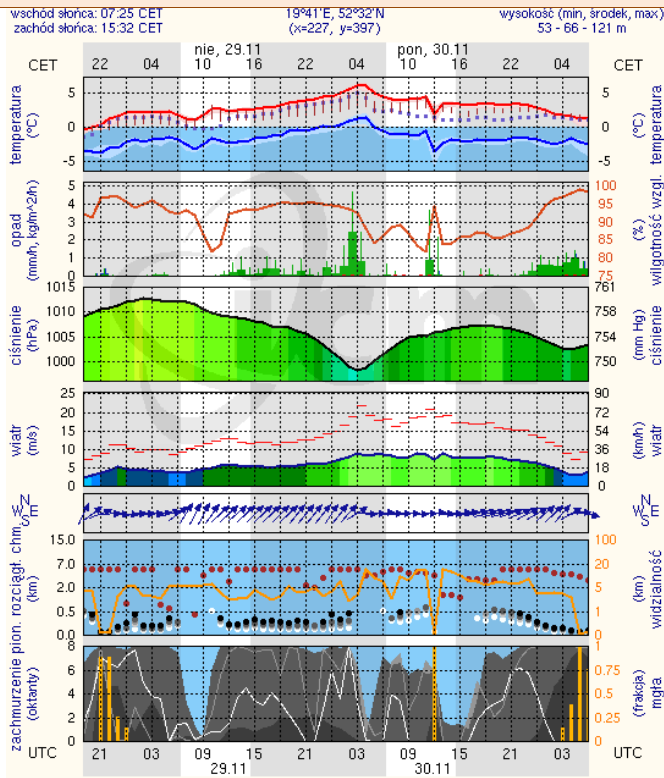 wschód słońca: 07:25 CET 19°41'E, 52°32'N wysokość (min, środek, max)
zachód słońca: 15:32 CET (x=227, y=397) 53 - 66 - 121 m
nie, 29.11 pon, 30.11
CET 22 04 10 16 22 04 10 16 22 04 CET
temperatura (°C) 5 0 -5 5 0 -5 (°C) temperatura
opad (mm/h, kg/m^2/h) 5 4 3 2 1 0 100 95 90 85 80 75 (%) wilgotność wzgl.
ciśnienie (hPa) 1015 1010 1005 1000 761 758 754 750 (mm Hg) ciśnienie
wiatr (m/s) 25 20 15 10 5 0 90 72 54 36 18 0 (km/h) wiatr
N
W E
S
N
W E
S
pion. rozciągł. chm. (km) 15.0 7.0 2.0 0.5 0.0 100 20 5 1 0 (km) widzialność
zachmurzenie (oktanty) 8 6 4 2 0 1 0.75 0.5 0.25 0 (frakcja) mgła
UTC 21 03 09 15 21 03 09 15 21 03 UTC
29.11 30.11